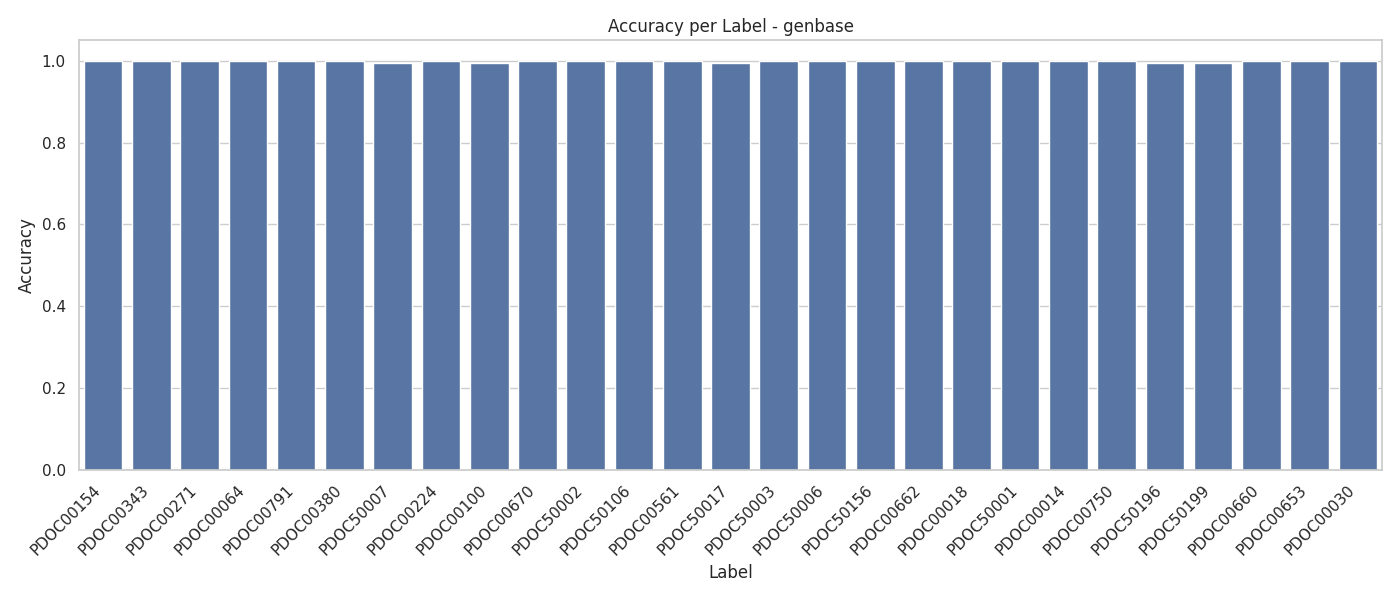 Accuracy per Label - genbase
1.0
0.8
0.6
0.4
0.2
0.0
Accuracy
PDOC00154
PDOC00343
PDOC00271
PDOC00064
PDOC00791
PDOC00380
PDOC50007
PDOC00224
PDOC00100
PDOC00670
PDOC50002
PDOC50106
PDOC00561
PDOC50017
PDOC50003
PDOC50006
PDOC50156
PDOC00662
PDOC00018
PDOC50001
PDOC00014
PDOC00750
PDOC50196
PDOC50199
PDOC00660
PDOC00653
PDOC00030
Label